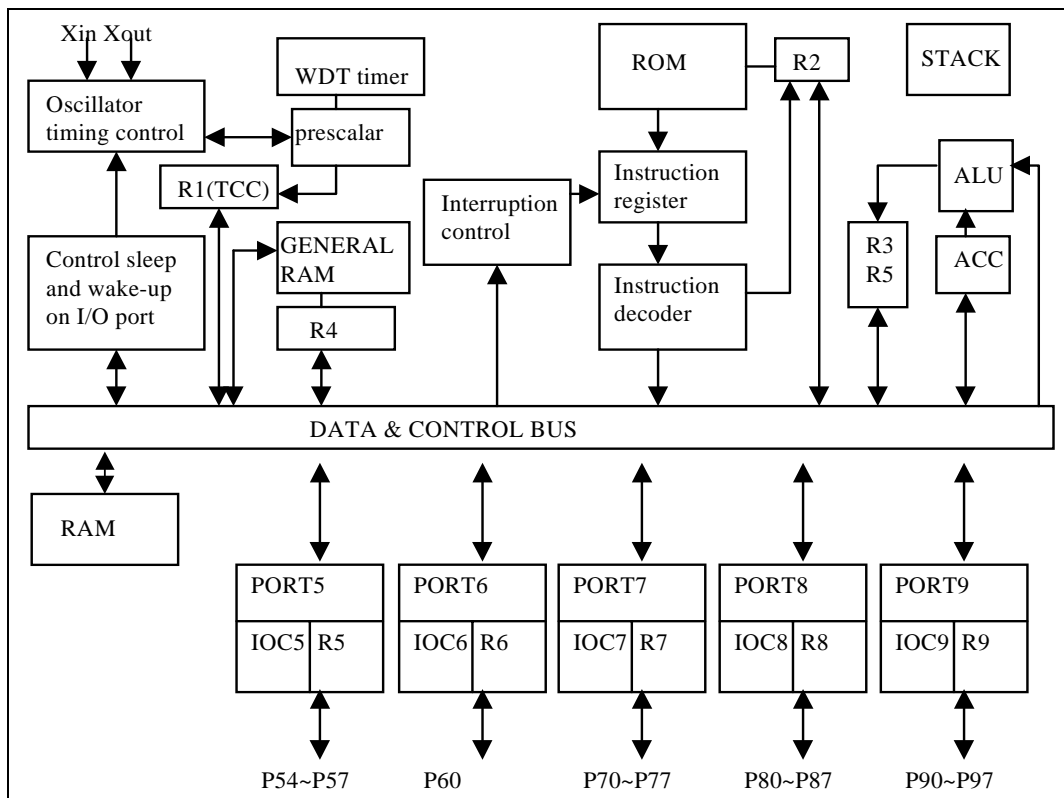 Xin Xout
WDT timer
ROM
R2
STACK
Oscillator
timing control
prescalar
R1(TCC)
Interruption
control
Instruction
register
ALU
Control sleep
and wake-up
on I/O port
GENERAL
RAM
R4
Instruction
decoder
R3
R5
ACC
DATA & CONTROL BUS
RAM
PORT5
IOC5 R5
PORT6
IOC6 R6
PORT7
IOC7 R7
PORT8
IOC8 R8
PORT9
IOC9 R9
P54~P57
P60
P70~P77
P80~P87
P90~P97